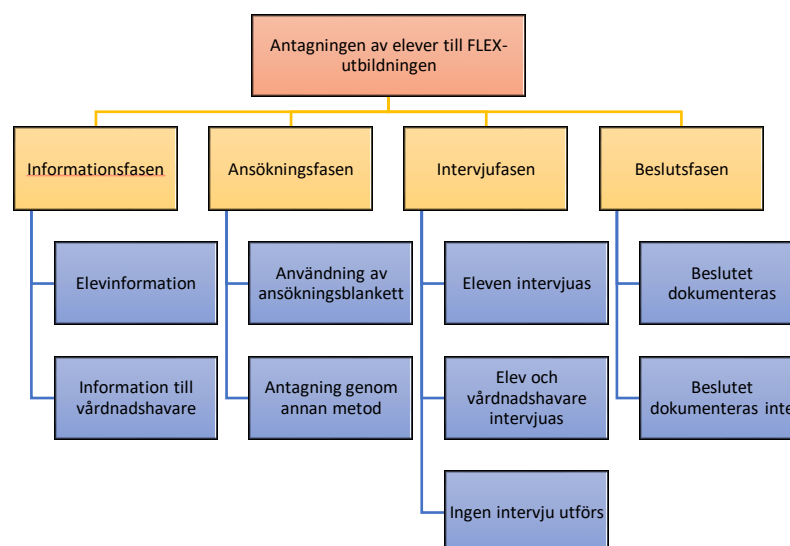 Antagningen av elever till FLEX-
utbildningen
Informationsfasen
Ansökningsfasen
Intervjufasen
Beslutsfasen
Elevinformation
Användning av
ansökningsblankett
Eleven intervjuas
Beslutet
dokumenteras
Information till
vårdnadshavare
Antagning genom
annan metod
Elev och
vårdnadshavare
intervjuas
Beslutet
dokumenteras inte
Ingen intervju utförs